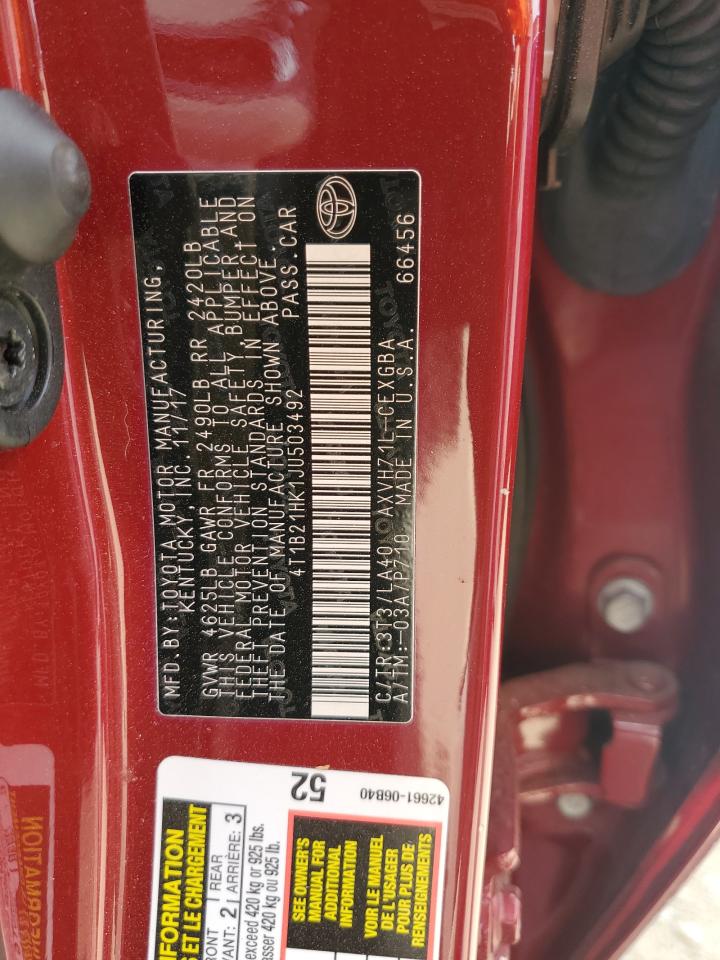 MFD.BY:TOYOTA MOTOR MANUFACTURING,
KENTUCKY,INC. 11/17
GVWR 4625LB GAWR FR 2490LB RR 2420LB
THIS VEHICLE CONFORMS TO ALL APPLICABLE
FEDERAL MOTOR VEHICLE SAFETY BUMPER,AND
THEFT PREVENTION STANDARDS IN EFFECT ON
THE DATE OF MANUFACTURE SHOWN ABOVE.
4T1B21HK1JU503492 PASS.CAR
C/TR:3T3/LA40 AXVH71L-CEXGBA
A/TM:-03A/P710 MADE IN U.S.A. 66456
INFORMATION
S ET LE CHARGEMENT
RONT | REAR
VANT: 2 | ARRIÈRE: 3
exceed 420 kg or 925 lbs.
asser 420 kg ou 925 lb.
52
SEE OWNER'S
MANUAL FOR
ADDITIONAL
INFORMATION
VOIR LE MANUEL
DE L'USAGER
POUR PLUS DE
RENSEIGNEMENTS
42661-06B40